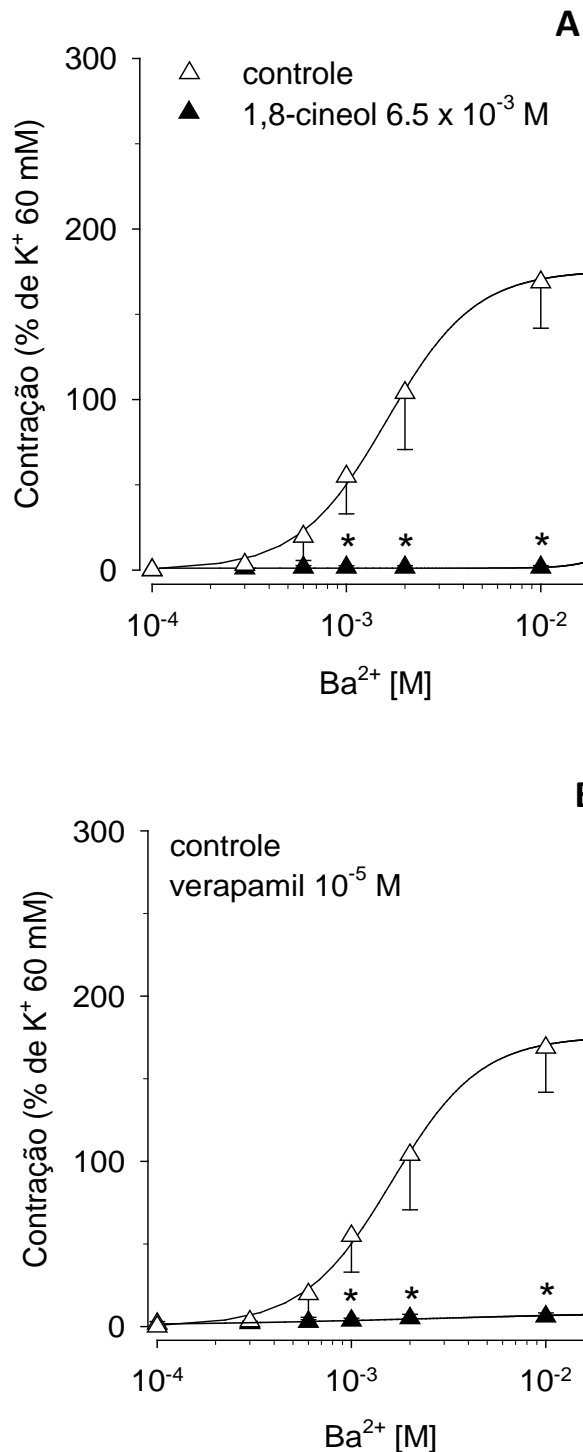 A
300
controle
1,8-cineol 6.5 x 10⁻³ M
200
100
0
Contração (% de K⁺ 60 mM)
* * *
10⁻⁴ 10⁻³ 10⁻²
Ba²⁺ [M]
300
controle
verapamil 10⁻⁵ M
200
100
0
Contração (% de K⁺ 60 mM)
* * *
10⁻⁴ 10⁻³ 10⁻²
Ba²⁺ [M]